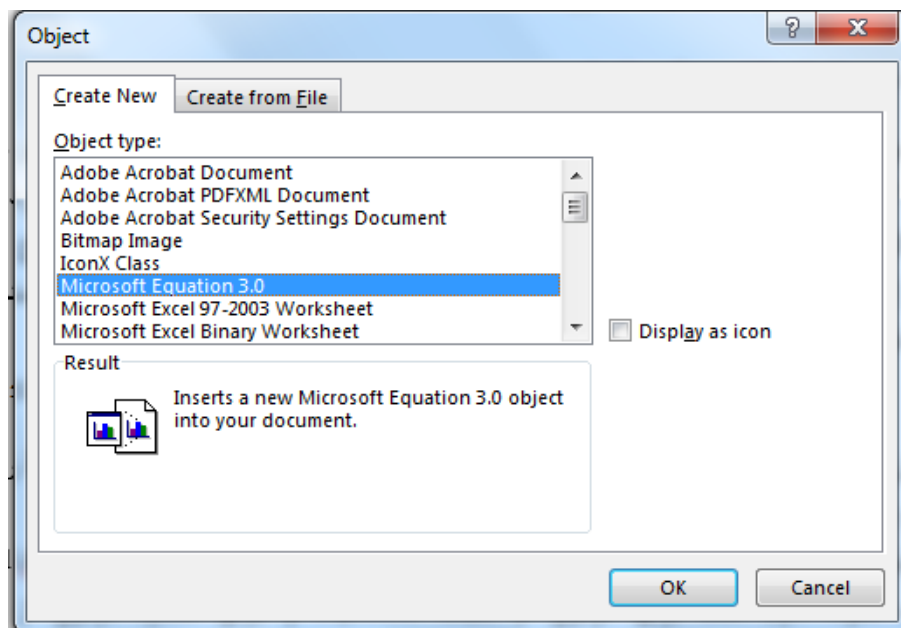 Object
?
X
Create New
Create from File
Object type:
Adobe Acrobat Document
Adobe Acrobat PDFXML Document
Adobe Acrobat Security Settings Document
Bitmap Image
IconX Class
Microsoft Equation 3.0
Microsoft Excel 97-2003 Worksheet
Microsoft Excel Binary Worksheet
Display as icon
Result
Inserts a new Microsoft Equation 3.0 object
into your document.
OK
Cancel